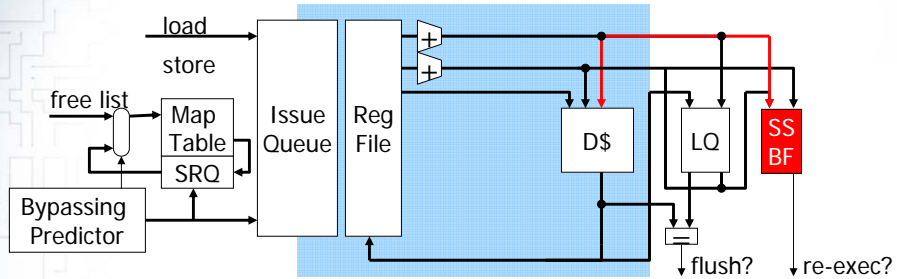 load
store
free list
Map
Table
SRQ
Bypassing
Predictor
Issue
Queue
Reg
File
+
+
D$
LQ
SS
BF
=
flush?
re-exec?